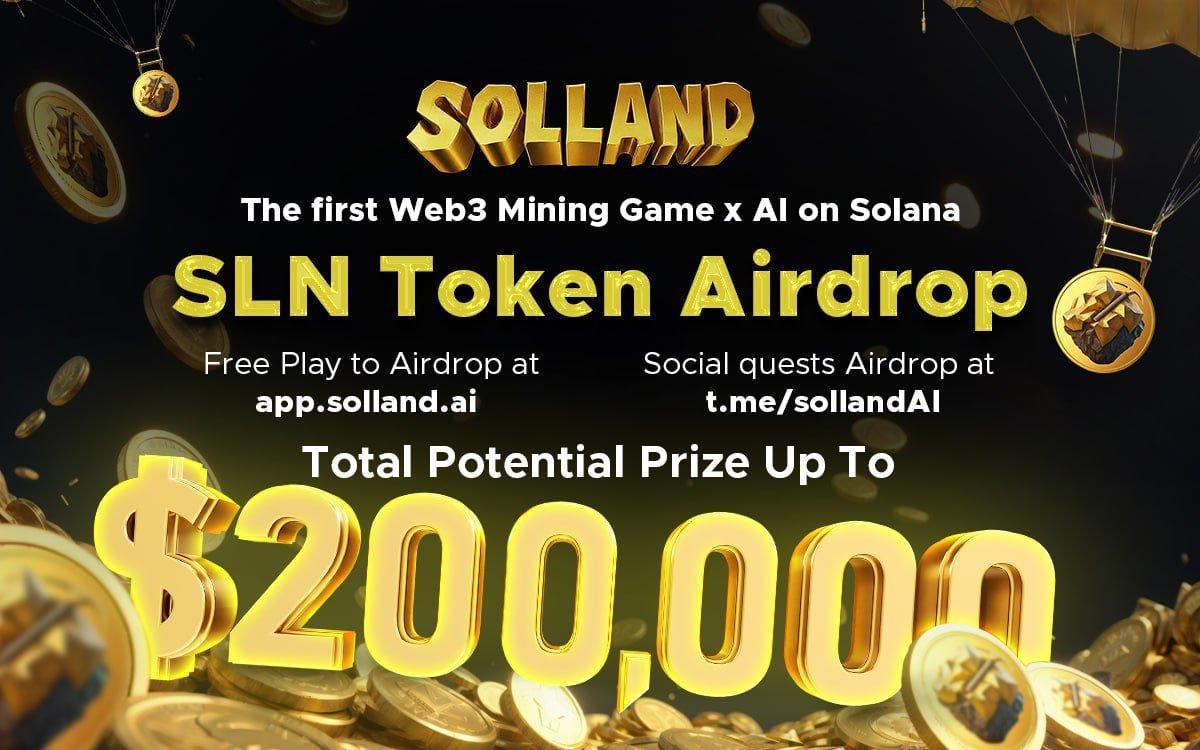 SOLLAND
The first Web3 Mining Game x AI on Solana
SLN Token Airdrop
Free Play to Airdrop at
app.solland.ai
Social quests Airdrop at
t.me/sollandAI
Total Potential Prize Up To
$200,000